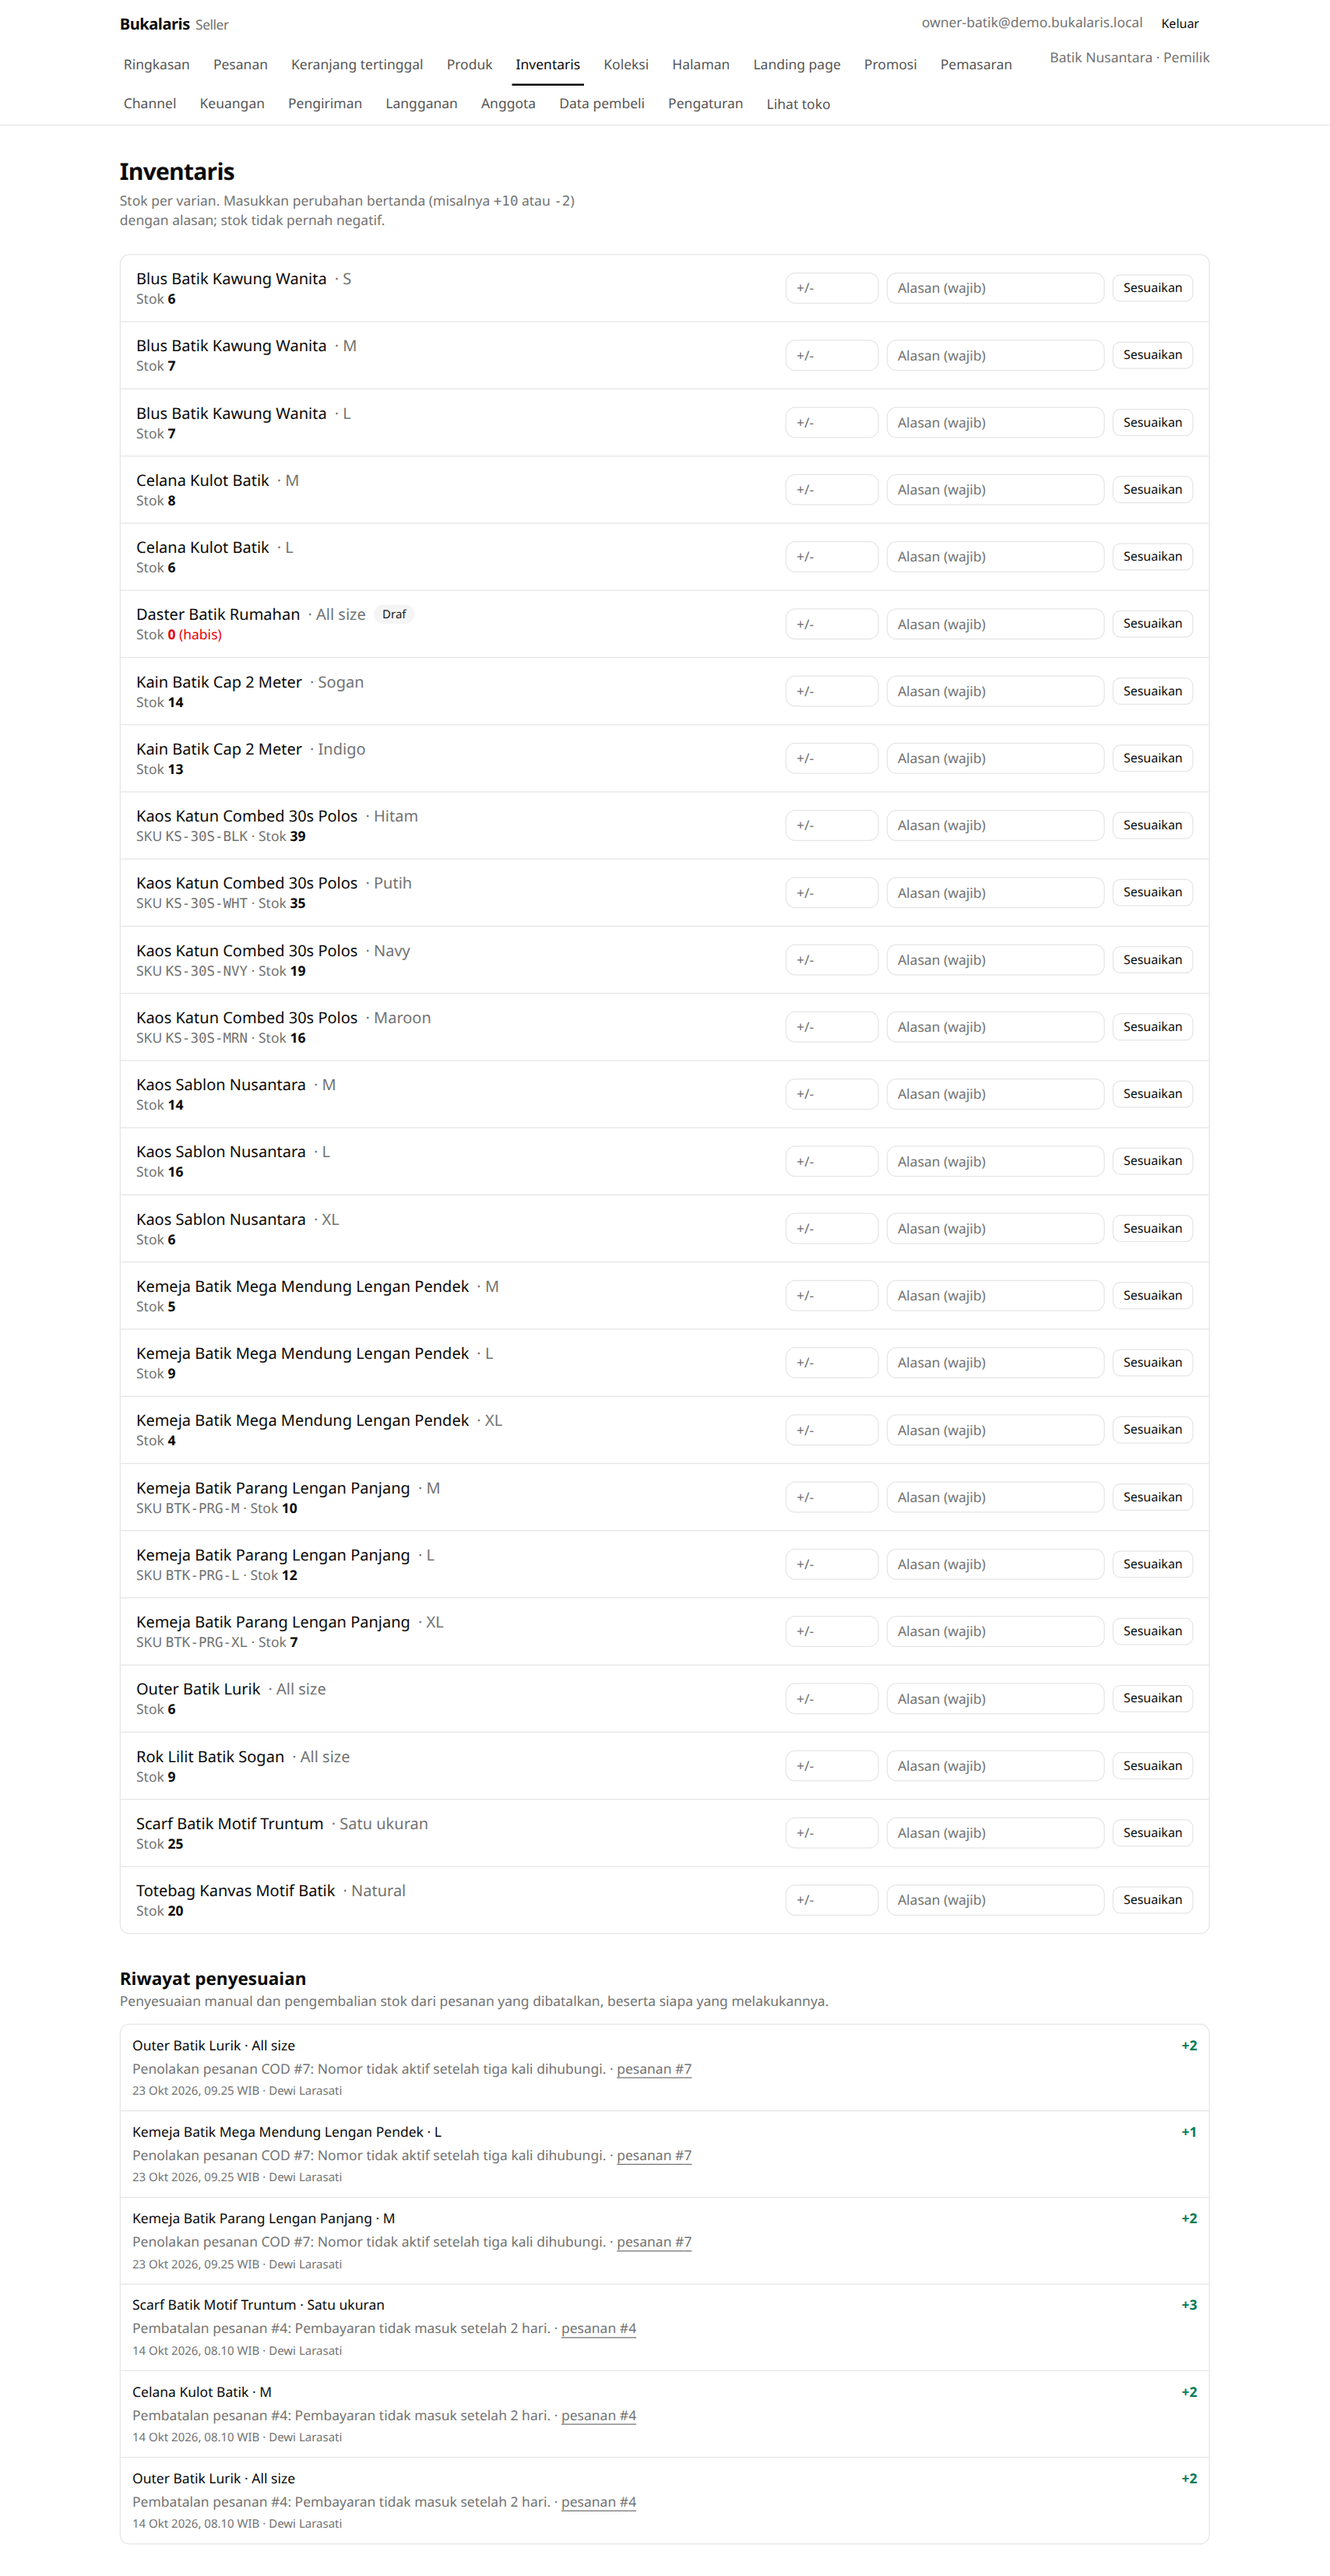 Bukalaris Seller
owner-batik@demo.bukalaris.local Keluar
Ringkasan Pesanan Keranjang tertinggal Produk Inventaris Koleksi Halaman Landing page Promosi Pemasaran
Batik Nusantara · Pemilik
Channel Keuangan Pengiriman Langganan Anggota Data pembeli Pengaturan Lihat toko
Inventaris
Stok per varian. Masukkan perubahan bertanda (misalnya +10 atau -2)
dengan alasan; stok tidak pernah negatif.
Blus Batik Kawung Wanita · S
Stok 6
+/- Alasan (wajib) Sesuaikan
Blus Batik Kawung Wanita · M
Stok 7
+/- Alasan (wajib) Sesuaikan
Blus Batik Kawung Wanita · L
Stok 7
+/- Alasan (wajib) Sesuaikan
Celana Kulot Batik · M
Stok 8
+/- Alasan (wajib) Sesuaikan
Celana Kulot Batik · L
Stok 6
+/- Alasan (wajib) Sesuaikan
Daster Batik Rumahan · All size Draf
Stok 0 (habis)
+/- Alasan (wajib) Sesuaikan
Kain Batik Cap 2 Meter · Sogan
Stok 14
+/- Alasan (wajib) Sesuaikan
Kain Batik Cap 2 Meter · Indigo
Stok 13
+/- Alasan (wajib) Sesuaikan
Kaos Katun Combed 30s Polos · Hitam
SKU KS-30S-BLK · Stok 39
+/- Alasan (wajib) Sesuaikan
Kaos Katun Combed 30s Polos · Putih
SKU KS-30S-WHT · Stok 35
+/- Alasan (wajib) Sesuaikan
Kaos Katun Combed 30s Polos · Navy
SKU KS-30S-NVY · Stok 19
+/- Alasan (wajib) Sesuaikan
Kaos Katun Combed 30s Polos · Maroon
SKU KS-30S-MRN · Stok 16
+/- Alasan (wajib) Sesuaikan
Kaos Sablon Nusantara · M
Stok 14
+/- Alasan (wajib) Sesuaikan
Kaos Sablon Nusantara · L
Stok 16
+/- Alasan (wajib) Sesuaikan
Kaos Sablon Nusantara · XL
Stok 6
+/- Alasan (wajib) Sesuaikan
Kemeja Batik Mega Mendung Lengan Pendek · M
Stok 5
+/- Alasan (wajib) Sesuaikan
Kemeja Batik Mega Mendung Lengan Pendek · L
Stok 9
+/- Alasan (wajib) Sesuaikan
Kemeja Batik Mega Mendung Lengan Pendek · XL
Stok 4
+/- Alasan (wajib) Sesuaikan
Kemeja Batik Parang Lengan Panjang · M
SKU BTK-PRG-M · Stok 10
+/- Alasan (wajib) Sesuaikan
Kemeja Batik Parang Lengan Panjang · L
SKU BTK-PRG-L · Stok 12
+/- Alasan (wajib) Sesuaikan
Kemeja Batik Parang Lengan Panjang · XL
SKU BTK-PRG-XL · Stok 7
+/- Alasan (wajib) Sesuaikan
Outer Batik Lurik · All size
Stok 6
+/- Alasan (wajib) Sesuaikan
Rok Lilit Batik Sogan · All size
Stok 9
+/- Alasan (wajib) Sesuaikan
Scarf Batik Motif Truntum · Satu ukuran
Stok 25
+/- Alasan (wajib) Sesuaikan
Totebag Kanvas Motif Batik · Natural
Stok 20
+/- Alasan (wajib) Sesuaikan
Riwayat penyesuaian
Penyesuaian manual dan pengembalian stok dari pesanan yang dibatalkan, beserta siapa yang melakukannya.
Outer Batik Lurik · All size +2
Penolakan pesanan COD #7: Nomor tidak aktif setelah tiga kali dihubungi. · pesanan #7
23 Okt 2026, 09.25 WIB · Dewi Larasati
Kemeja Batik Mega Mendung Lengan Pendek · L +1
Penolakan pesanan COD #7: Nomor tidak aktif setelah tiga kali dihubungi. · pesanan #7
23 Okt 2026, 09.25 WIB · Dewi Larasati
Kemeja Batik Parang Lengan Panjang · M +2
Penolakan pesanan COD #7: Nomor tidak aktif setelah tiga kali dihubungi. · pesanan #7
23 Okt 2026, 09.25 WIB · Dewi Larasati
Scarf Batik Motif Truntum · Satu ukuran +3
Pembatalan pesanan #4: Pembayaran tidak masuk setelah 2 hari. · pesanan #4
14 Okt 2026, 08.10 WIB · Dewi Larasati
Celana Kulot Batik · M +2
Pembatalan pesanan #4: Pembayaran tidak masuk setelah 2 hari. · pesanan #4
14 Okt 2026, 08.10 WIB · Dewi Larasati
Outer Batik Lurik · All size +2
Pembatalan pesanan #4: Pembayaran tidak masuk setelah 2 hari. · pesanan #4
14 Okt 2026, 08.10 WIB · Dewi Larasati